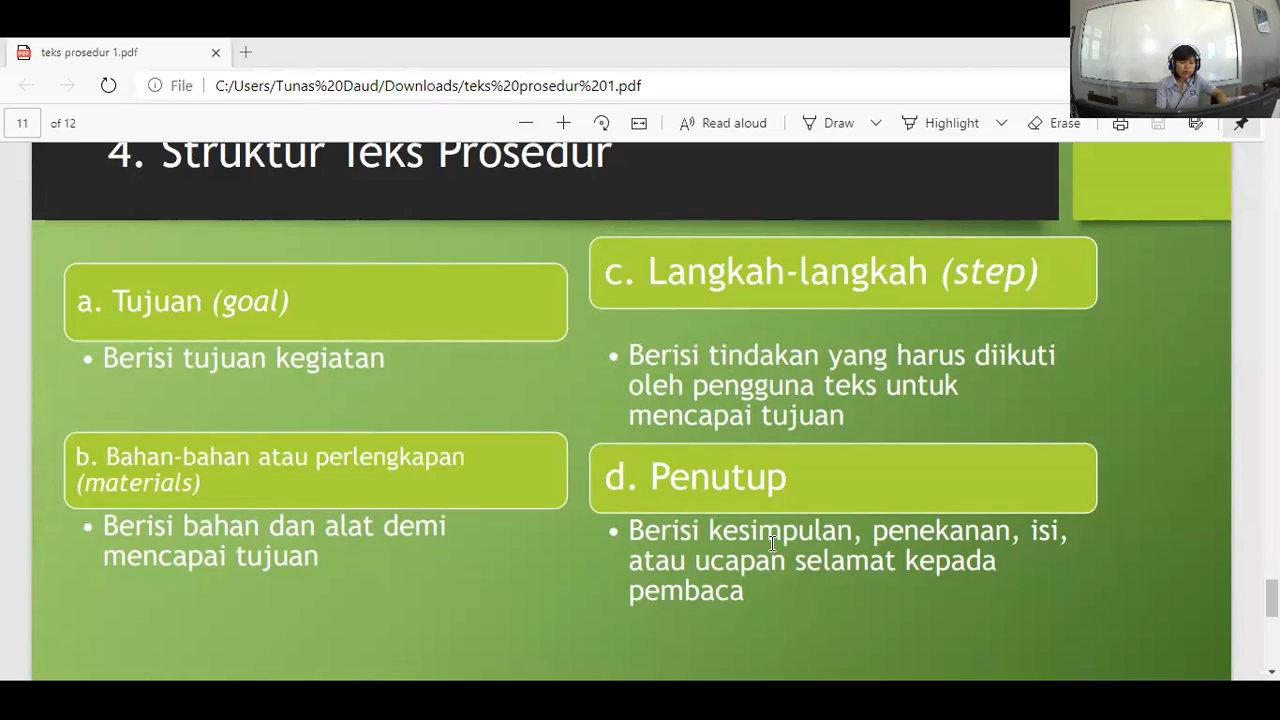 teks prosedur 1.pdf
File
C:/Users/Tunas%20Daud/Downloads/teks%20prosedur%201.pdf
11 of 12
Read aloud
Draw
Highlight
Erase
4. Struktur Teks Prosedur
a. Tujuan (goal)
• Berisi tujuan kegiatan
b. Bahan-bahan atau perlengkapan
(materials)
• Berisi bahan dan alat demi
mencapai tujuan
c. Langkah-langkah (step)
• Berisi tindakan yang harus diikuti
oleh pengguna teks untuk
mencapai tujuan
d. Penutup
• Berisi kesimpulan, penekanan, isi,
atau ucapan selamat kepada
pembaca